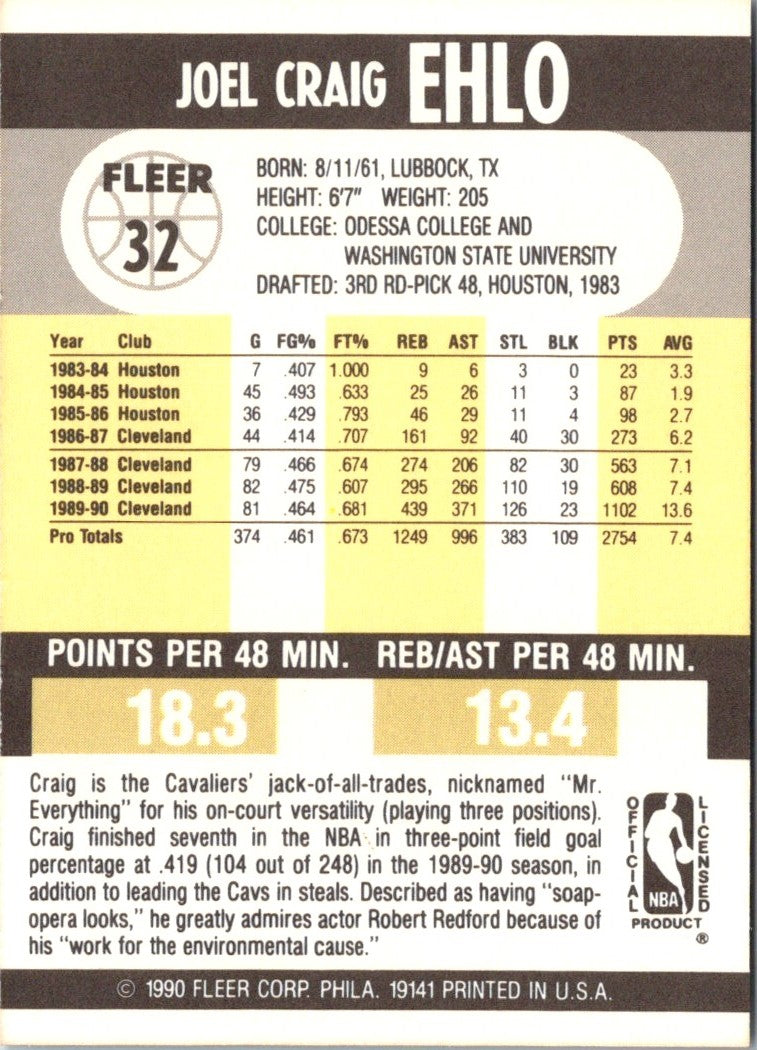 JOEL CRAIG EHLO
FLEER
32
BORN: 8/11/61, LUBBOCK, TX
HEIGHT: 6'7" WEIGHT: 205
COLLEGE: ODESSA COLLEGE AND
WASHINGTON STATE UNIVERSITY
DRAFTED: 3RD RD-PICK 48, HOUSTON, 1983
Year Club G FG% FT% REB AST STL BLK PTS AVG
1983-84 Houston 7 .407 1.000 9 6 3 0 23 3.3
1984-85 Houston 45 .493 .633 25 26 11 3 87 1.9
1985-86 Houston 36 .429 .793 46 29 11 4 98 2.7
1986-87 Cleveland 44 .414 .707 161 92 40 30 273 6.2
1987-88 Cleveland 79 .466 .674 274 206 82 30 563 7.1
1988-89 Cleveland 82 .475 .607 295 266 110 19 608 7.4
1989-90 Cleveland 81 .464 .681 439 371 126 23 1102 13.6
Pro Totals 374 .461 .673 1249 996 383 109 2754 7.4
POINTS PER 48 MIN. REB/AST PER 48 MIN.
18.3 13.4
Craig is the Cavaliers' jack-of-all-trades, nicknamed "Mr.
Everything" for his on-court versatility (playing three positions).
Craig finished seventh in the NBA in three-point field goal
percentage at .419 (104 out of 248) in the 1989-90 season, in
addition to leading the Cavs in steals. Described as having "soap-
opera looks," he greatly admires actor Robert Redford because of
his "work for the environmental cause."
OFFICIAL LICENSED
NBA
PRODUCT
®
© 1990 FLEER CORP. PHILA. 19141 PRINTED IN U.S.A.